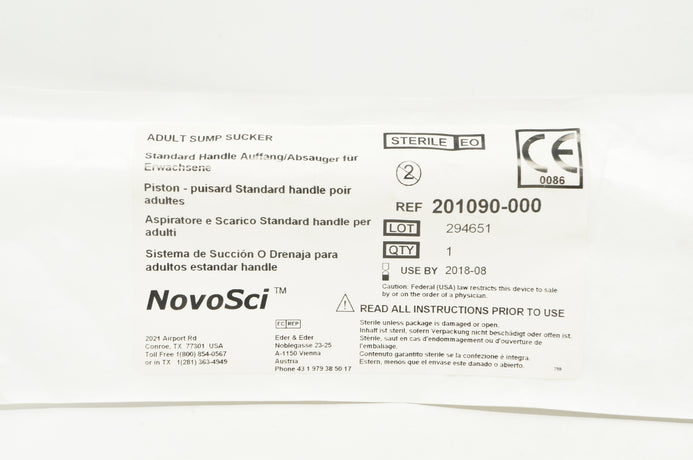 ADULT SUMP SUCKER
Standard Handle Auffang/Absauger fur
Erwachsene
Piston - puisard Standard handle poir
adultes
Aspiratore e Scarico Standard handle per
adulti
Sistema de Succión O Drenaja para
adultos estandar handle
NovoSci™
2021 Airport Rd
Conroe, TX 77301 USA
Toll Free 1(800) 854-0567
or in TX 1(281) 363-4949
EC REP
Eder & Eder
Noblegasse 23-25
A-1150 Vienna
Austria
Phone 43 1 979 38 50 17
STERILE EO
CE
0086
2
REF 201090-000
LOT 294651
QTY 1
USE BY 2018-08
Caution: Federal (USA) law restricts this device to sale
by or on the order of a physician.
READ ALL INSTRUCTIONS PRIOR TO USE
Sterile unless package is damaged or open.
Inhalt ist steril, sofern Verpackung nicht beschädigt oder offen ist.
Sterile, sauf en cas d'endommagement ou d'ouverture de
l'emballage.
Contenuto garantito sterile se la confezione è integra.
Esteren, menos que el envase este danado o abierto.